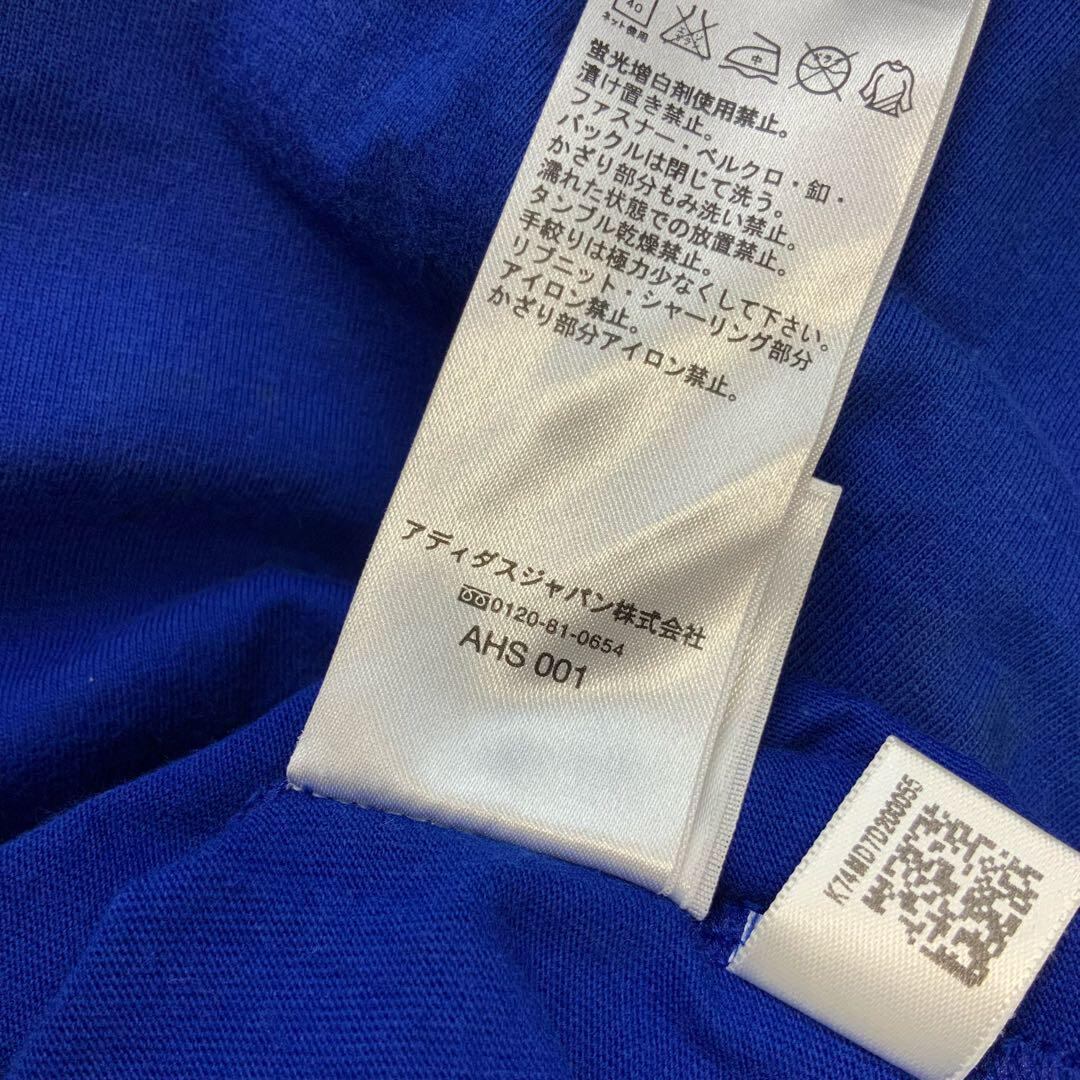 40
ネット使用
中
蛍光増白剤使用禁止。
漬け置き禁止。
ファスナー・ベルクロ・釦・
バックルは閉じて洗う。
かざり部分もみ洗い禁止。
濡れた状態での放置禁止。
タンブル乾燥禁止。
手絞りは極力少なくして下さい。
リブニット・シャーリング部分
アイロン禁止。
かざり部分アイロン禁止。
アディダスジャパン株式会社
0120-81-0654
AHS 001
K74MD7D200055